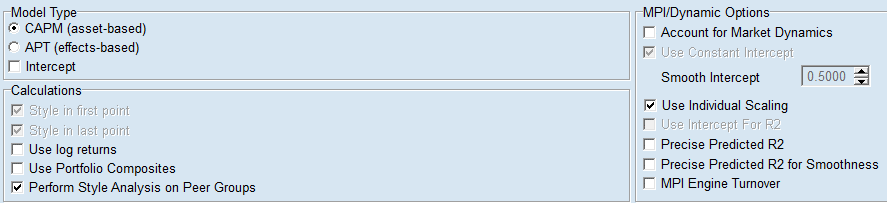 Model Type
CAPM (asset-based)
APT (effects-based)
Intercept
Calculations
Style in first point
Style in last point
Use log returns
Use Portfolio Composites
Perform Style Analysis on Peer Groups
MPI/Dynamic Options
Account for Market Dynamics
Use Constant Intercept
Smooth Intercept 0.5000
Use Individual Scaling
Use Intercept For R2
Precise Predicted R2
Precise Predicted R2 for Smoothness
MPI Engine Turnover